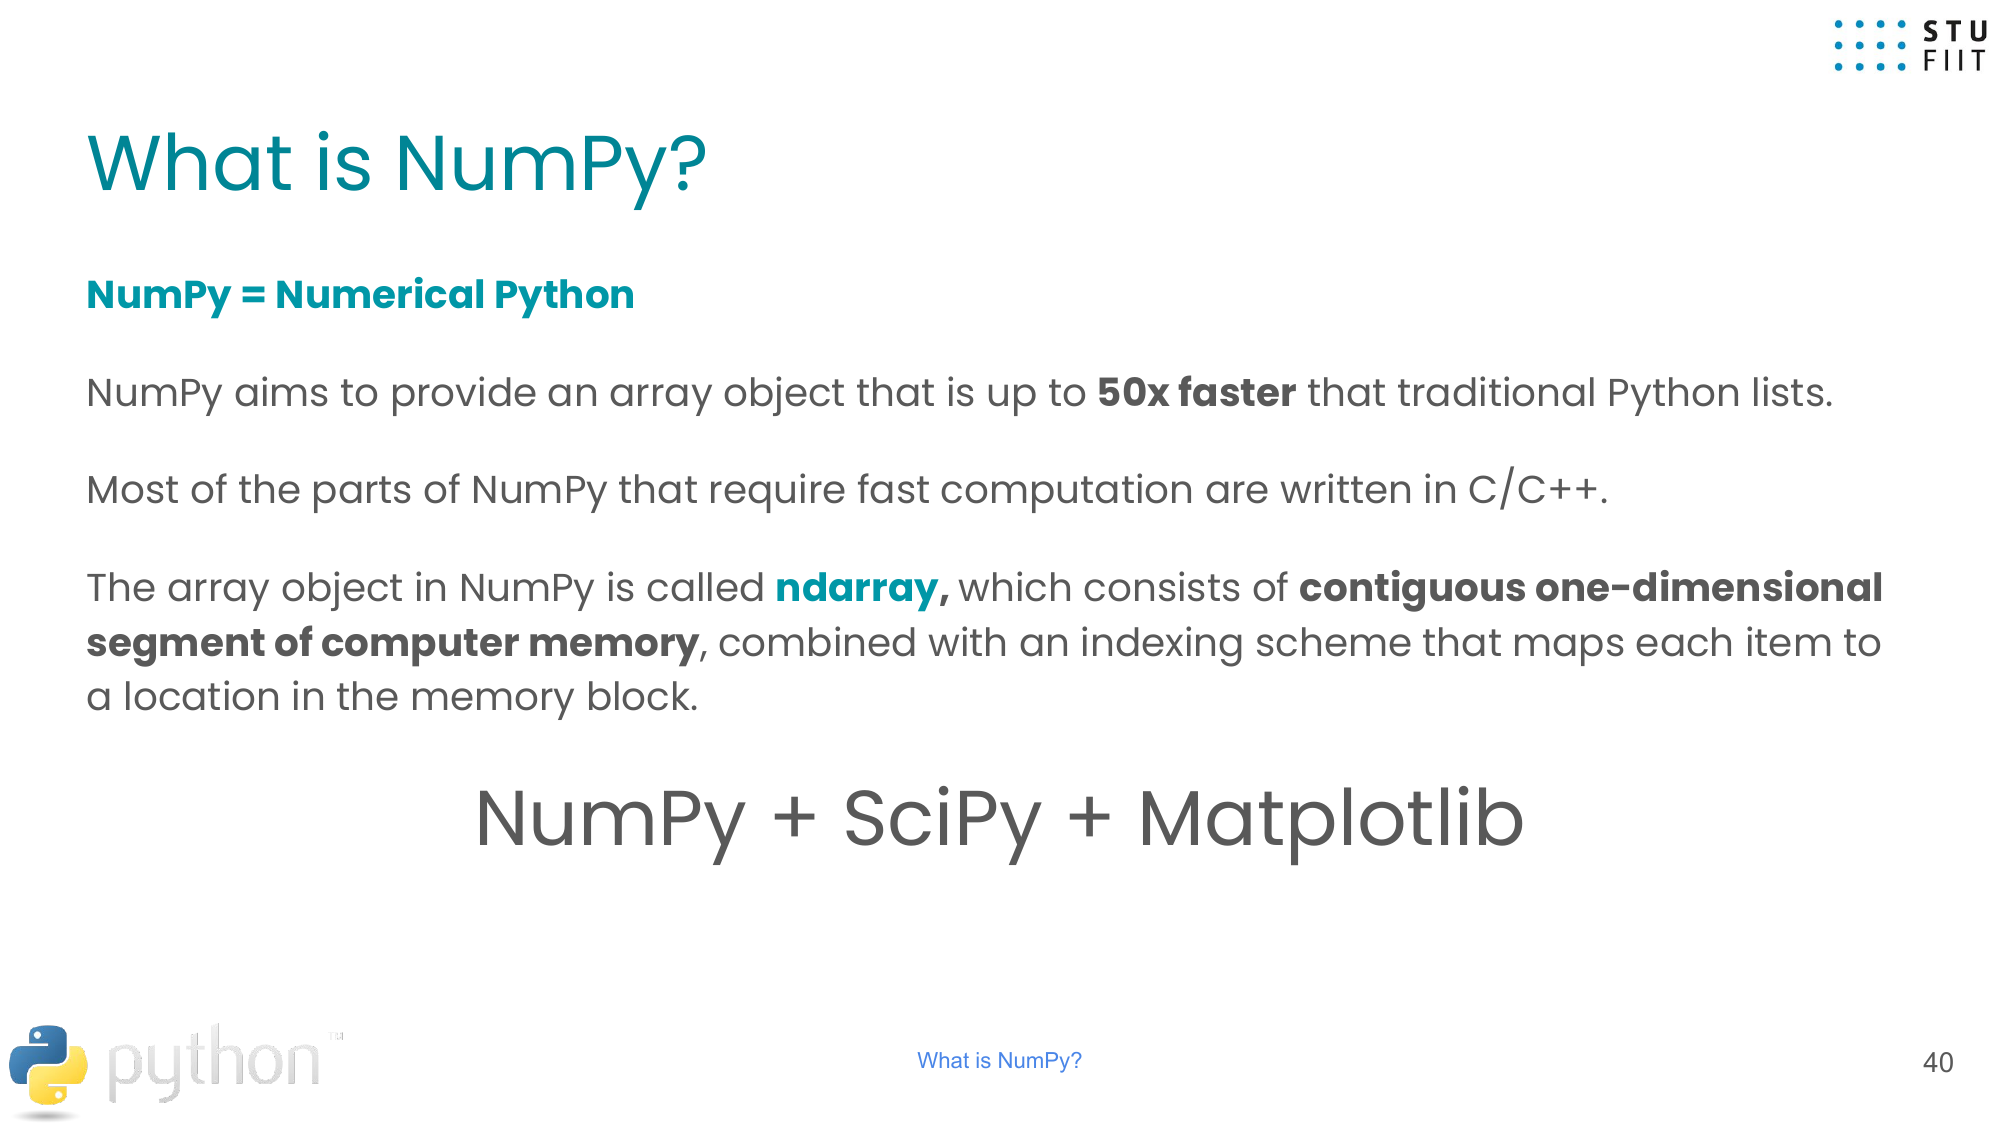 STU
FIIT
What is NumPy?
NumPy = Numerical Python
NumPy aims to provide an array object that is up to 50x faster that traditional Python lists.
Most of the parts of NumPy that require fast computation are written in C/C++.
The array object in NumPy is called ndarray, which consists of contiguous one-dimensional
segment of computer memory, combined with an indexing scheme that maps each item to
a location in the memory block.
NumPy + SciPy + Matplotlib
python™
What is NumPy?
40